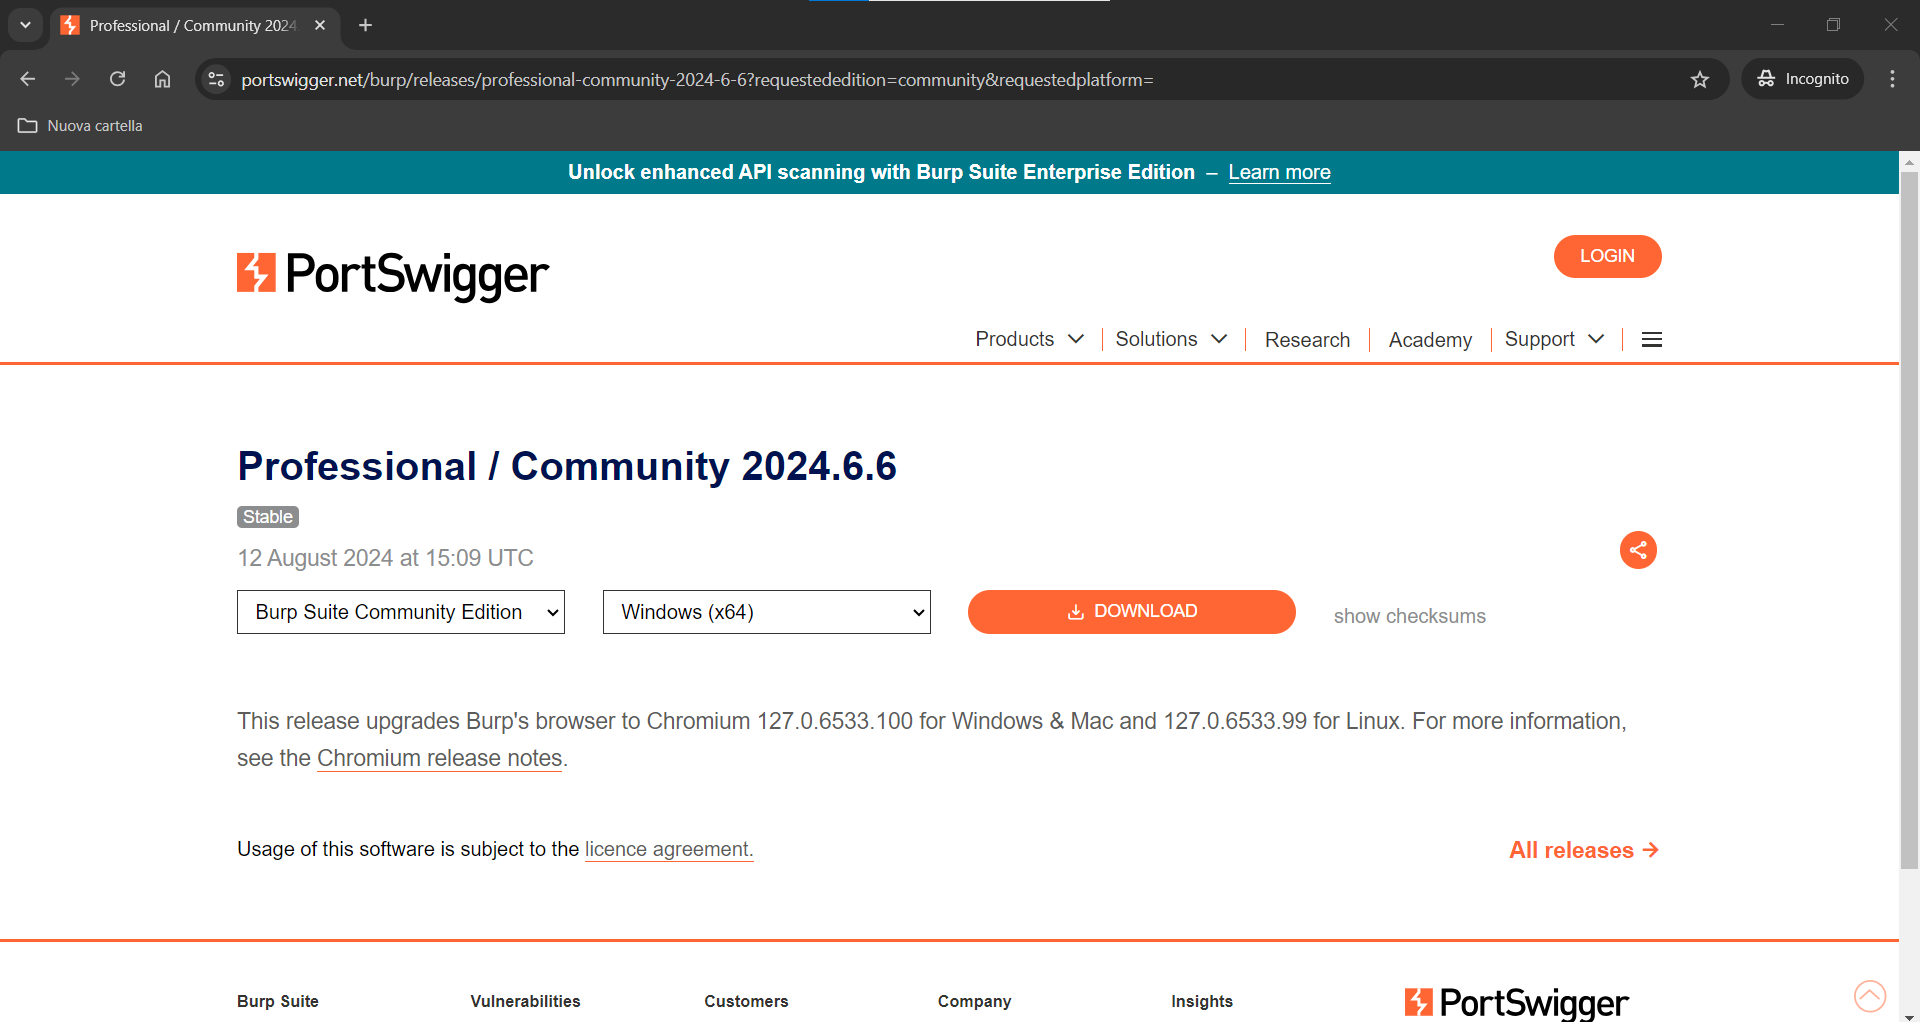 Professional / Community 2024
portswigger.net/burp/releases/professional-community-2024-6-6?requestededition=community&requestedplatform=
Incognito
Nuova cartella
Unlock enhanced API scanning with Burp Suite Enterprise Edition – Learn more
PortSwigger
LOGIN
Products
Solutions
Research
Academy
Support
Professional / Community 2024.6.6
Stable
12 August 2024 at 15:09 UTC
Burp Suite Community Edition
Windows (x64)
DOWNLOAD
show checksums
This release upgrades Burp's browser to Chromium 127.0.6533.100 for Windows & Mac and 127.0.6533.99 for Linux. For more information,
see the Chromium release notes.
Usage of this software is subject to the licence agreement.
All releases
Burp Suite
Vulnerabilities
Customers
Company
Insights
PortSwigger